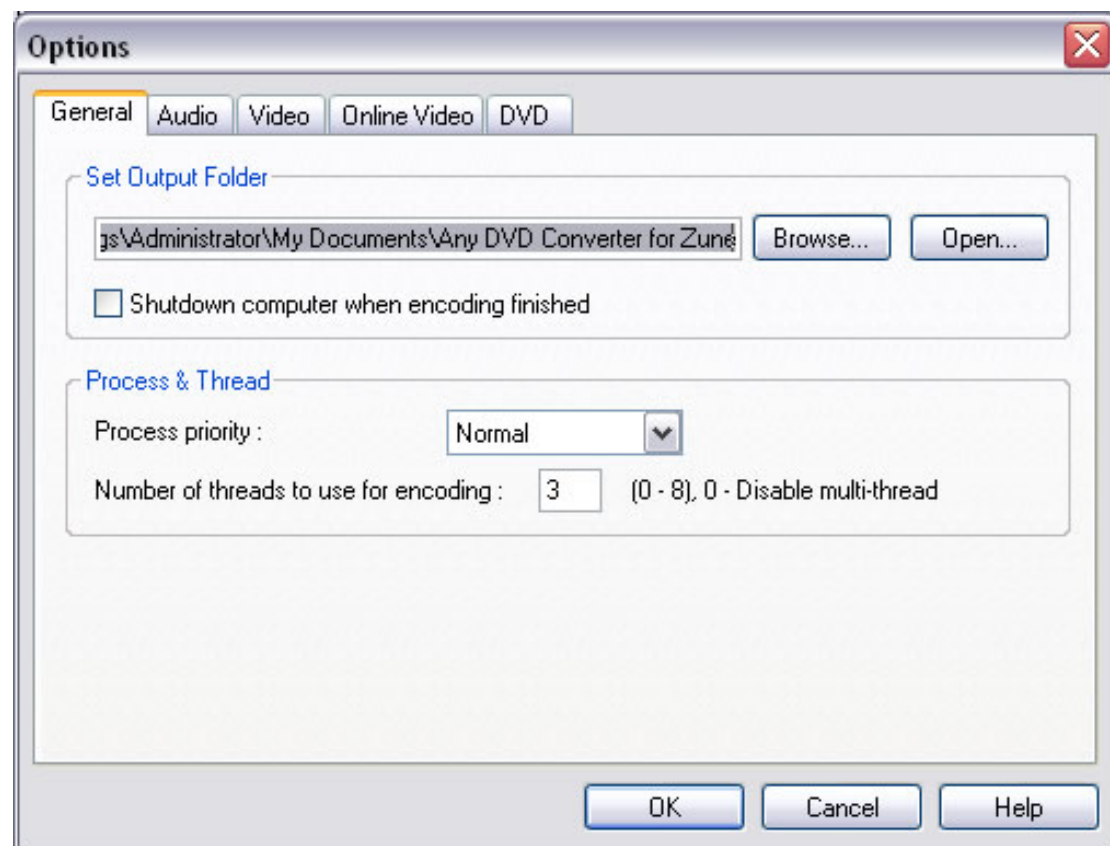 Options
General Audio Video Online Video DVD
Set Output Folder
gs\Administrator\My Documents\Any DVD Converter for Zune Browse... Open...
Shutdown computer when encoding finished
Process & Thread
Process priority : Normal
Number of threads to use for encoding : 3 (0 - 8), 0 - Disable multi-thread
OK Cancel Help